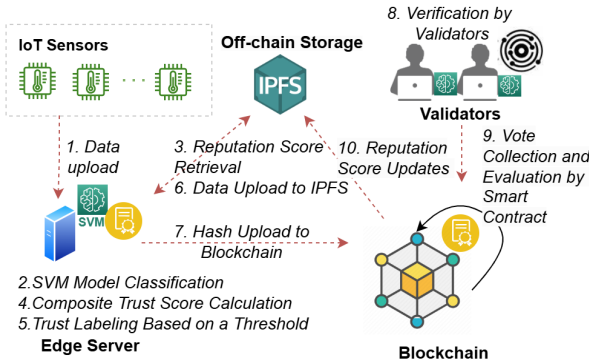 IoT Sensors
Off-chain Storage
IPFS
8. Verification by
Validators
Validators
1. Data
upload
3. Reputation Score
Retrieval
6. Data Upload to IPFS
10. Reputation
Score Updates
9. Vote
Collection and
Evaluation by
Smart
Contract
SVM
7. Hash Upload to
Blockchain
2.SVM Model Classification
4.Composite Trust Score Calculation
5.Trust Labeling Based on a Threshold
Edge Server
Blockchain